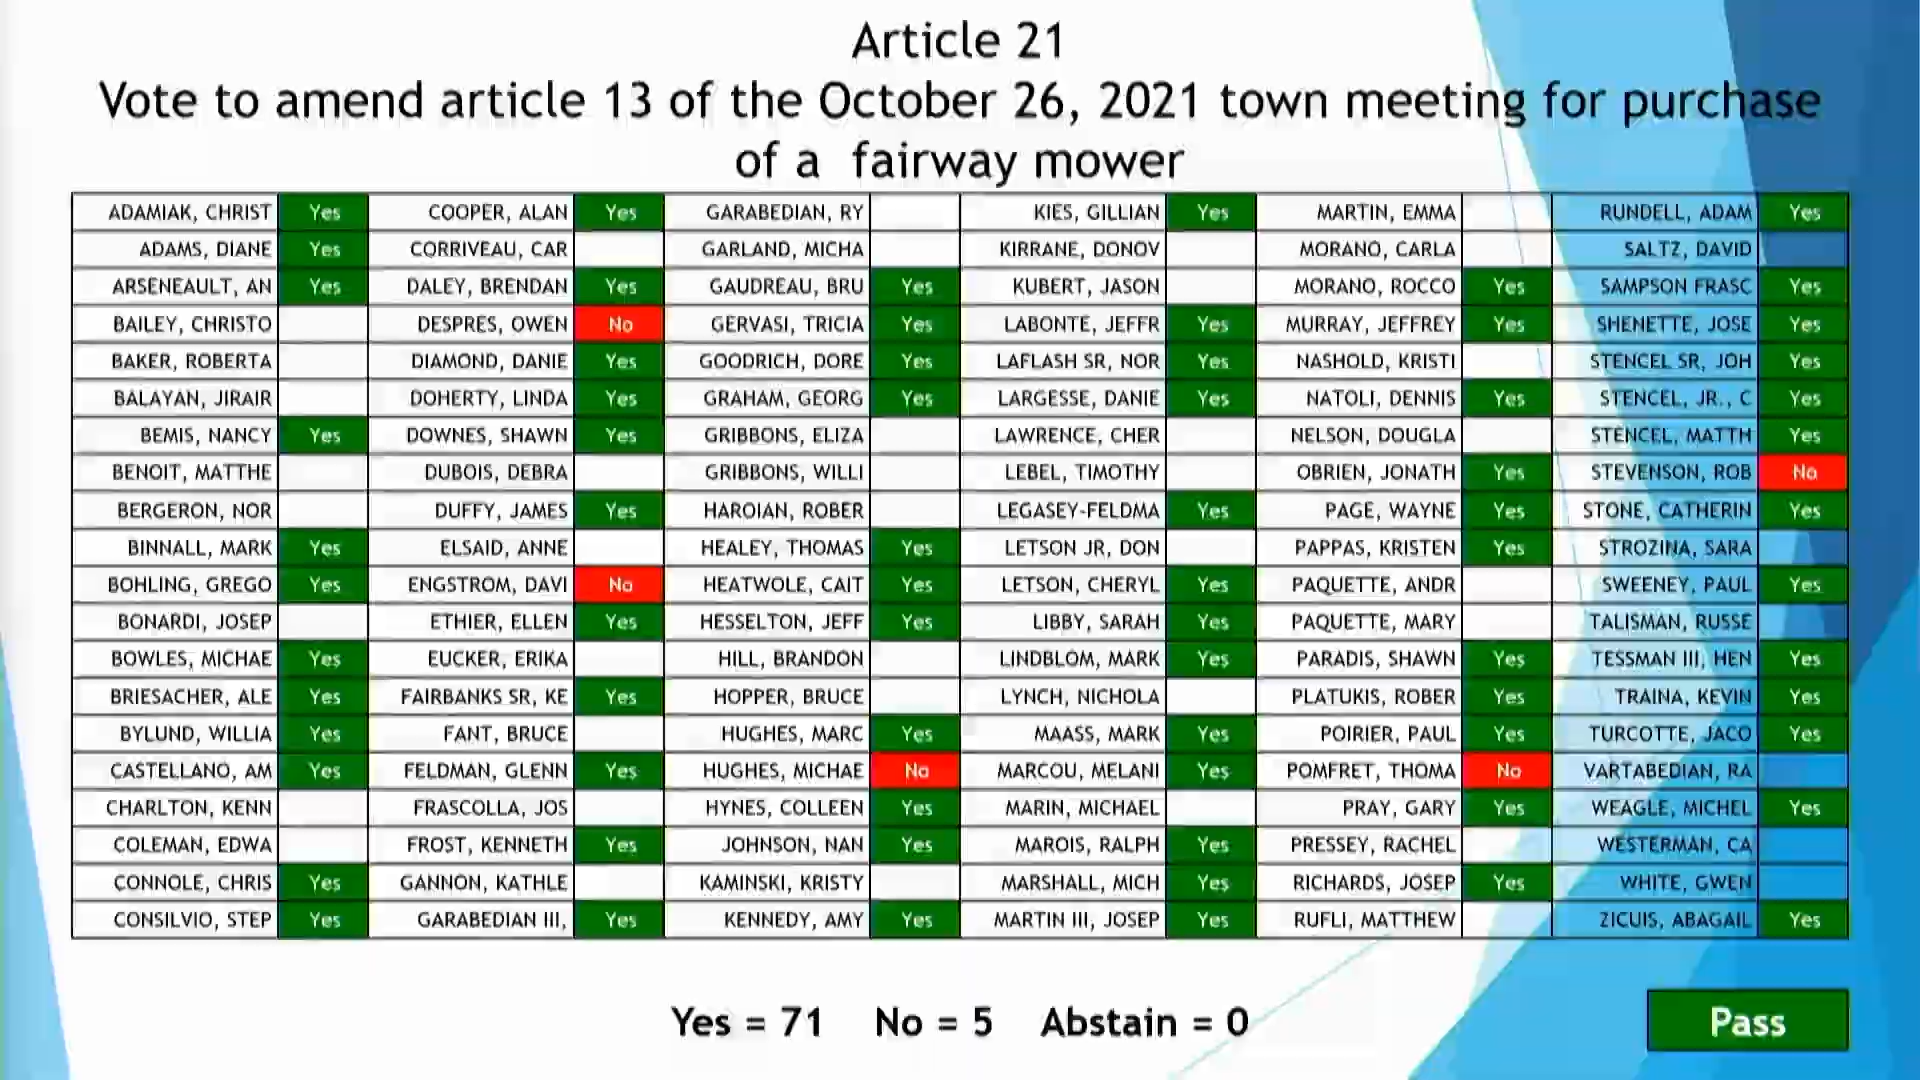 Article 21
Vote to amend article 13 of the October 26, 2021 town meeting for purchase
of a fairway mower
ADAMIAK, CHRIST Yes COOPER, ALAN Yes GARABEDIAN, RY KIES, GILLIAN Yes MARTIN, EMMA RUNDELL, ADAM Yes
ADAMS, DIANE Yes CORRIVEAU, CAR GARLAND, MICHA KIRRANE, DONOV MORANO, CARLA SALTZ, DAVID
ARSENEAULT, AN Yes DALEY, BRENDAN Yes GAUDREAU, BRU Yes KUBERT, JASON MORANO, ROCCO Yes SAMPSON FRASC Yes
BAILEY, CHRISTO DESPRES, OWEN No GERVASI, TRICIA Yes LABONTE, JEFFR Yes MURRAY, JEFFREY Yes SHENETTE, JOSE Yes
BAKER, ROBERTA DIAMOND, DANIE Yes GOODRICH, DORE Yes LAFLASH SR, NOR Yes NASHOLD, KRISTI STENCEL SR, JOH Yes
BALAYAN, JIRAIR DOHERTY, LINDA Yes GRAHAM, GEORG Yes LARGESSE, DANIE Yes NATOLI, DENNIS Yes STENCEL, JR., C Yes
BEMIS, NANCY Yes DOWNES, SHAWN Yes GRIBBONS, ELIZA LAWRENCE, CHER NELSON, DOUGLA STENCEL, MATTH Yes
BENOIT, MATTHE DUBOIS, DEBRA GRIBBONS, WILLI LEBEL, TIMOTHY OBRIEN, JONATH Yes STEVENSON, ROB No
BERGERON, NOR DUFFY, JAMES Yes HAROIAN, ROBER LEGASEY-FELDMA Yes PAGE, WAYNE Yes STONE, CATHERIN Yes
BINNALL, MARK Yes ELSAID, ANNE HEALEY, THOMAS Yes LETSON JR, DON PAPPAS, KRISTEN Yes STROZINA, SARA
BOHLING, GREGO Yes ENGSTROM, DAVI No HEATWOLE, CAIT Yes LETSON, CHERYL Yes PAQUETTE, ANDR SWEENEY, PAUL Yes
BONARDI, JOSEP ETHIER, ELLEN Yes HESSELTON, JEFF Yes LIBBY, SARAH Yes PAQUETTE, MARY TALISMAN, RUSSE
BOWLES, MICHAE Yes EUCKER, ERIKA HILL, BRANDON LINDBLOM, MARK Yes PARADIS, SHAWN Yes TESSMAN III, HEN Yes
BRIESACHER, ALE Yes FAIRBANKS SR, KE Yes HOPPER, BRUCE LYNCH, NICHOLA PLATUKIS, ROBER Yes TRAINA, KEVIN Yes
BYLUND, WILLIA Yes FANT, BRUCE HUGHES, MARC Yes MAASS, MARK Yes POIRIER, PAUL Yes TURCOTTE, JACO Yes
CASTELLANO, AM Yes FELDMAN, GLENN Yes HUGHES, MICHAE No MARCOU, MELANI Yes POMFRET, THOMA No VARTABEDIAN, RA
CHARLTON, KENN FRASCOLLA, JOS HYNES, COLLEEN Yes MARIN, MICHAEL PRAY, GARY Yes WEAGLE, MICHEL Yes
COLEMAN, EDWA FROST, KENNETH Yes JOHNSON, NAN Yes MAROIS, RALPH Yes PRESSEY, RACHEL WESTERMAN, CA
CONNOLE, CHRIS Yes GANNON, KATHLE KAMINSKI, KRISTY MARSHALL, MICH Yes RICHARDS, JOSEP Yes WHITE, GWEN
CONSILVIO, STEP Yes GARABEDIAN III, Yes KENNEDY, AMY Yes MARTIN III, JOSEP Yes RUFLI, MATTHEW ZICUIS, ABAGAIL Yes
Yes = 71 No = 5 Abstain = 0
Pass